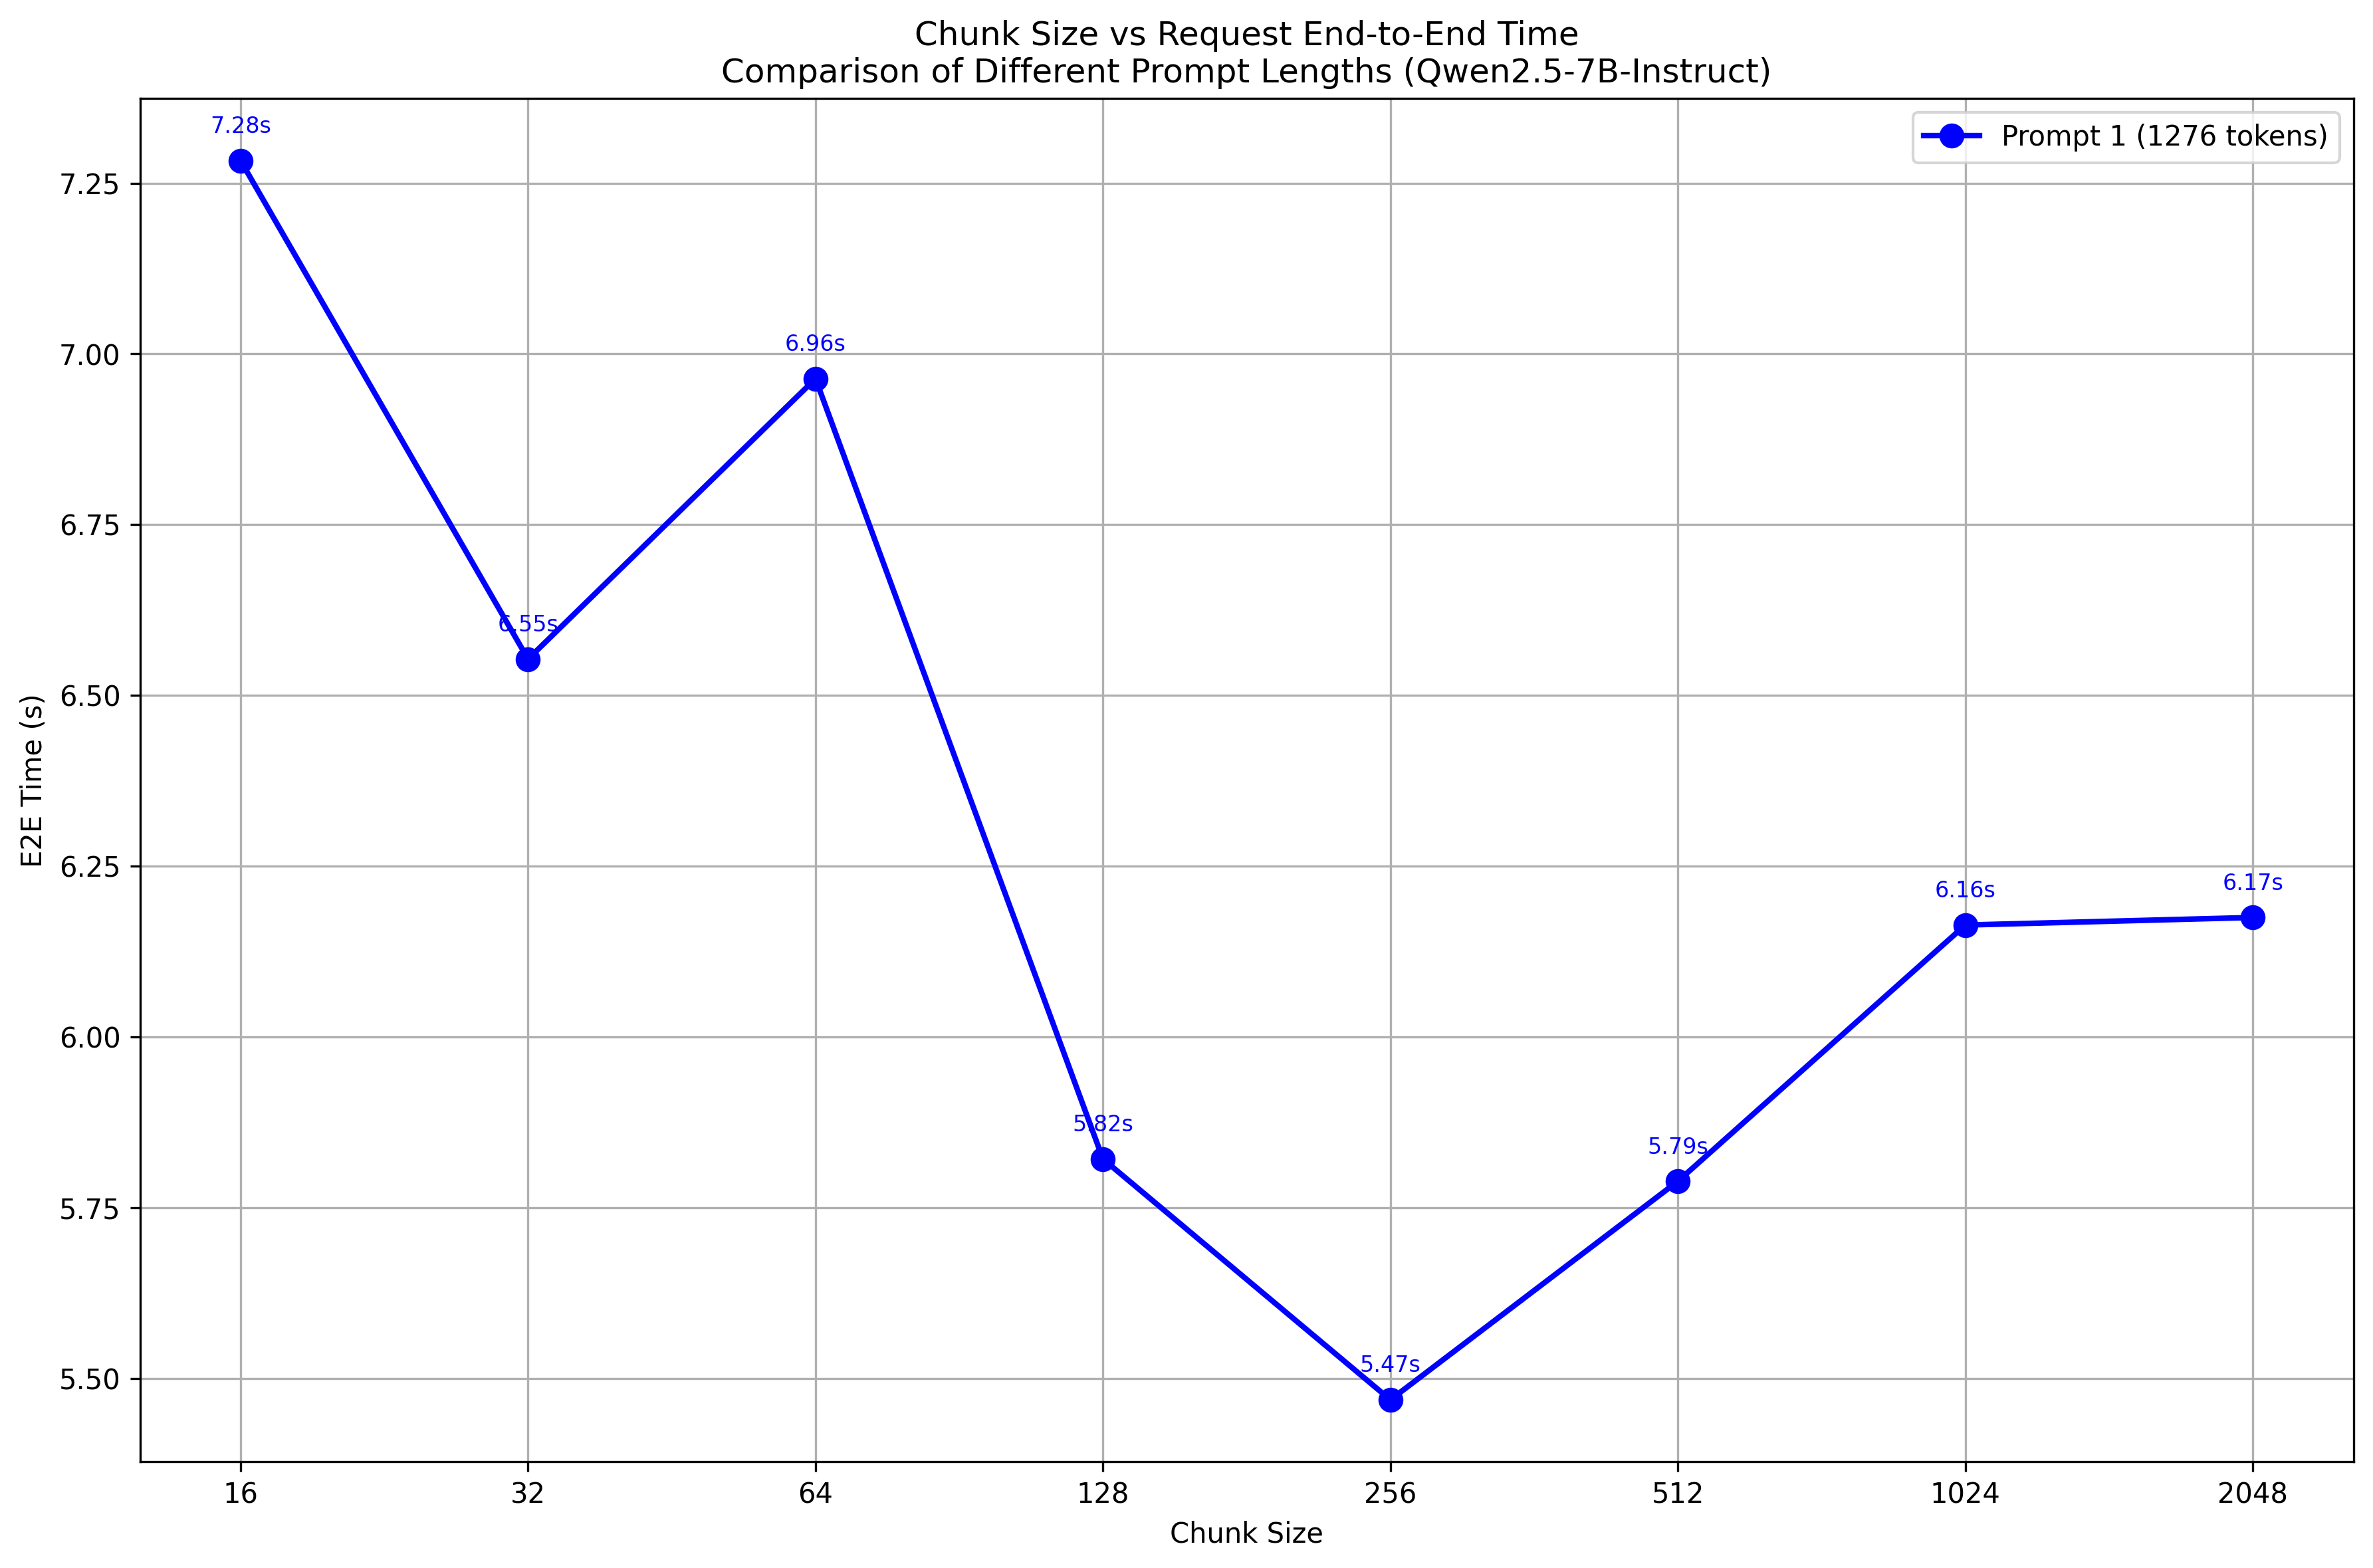 Chunk Size vs Request End-to-End Time
Comparison of Different Prompt Lengths (Qwen2.5-7B-Instruct)
Prompt 1 (1276 tokens)
E2E Time (s)
7.25
7.00
6.75
6.50
6.25
6.00
5.75
5.50
7.28s
6.55s
6.96s
5.82s
5.47s
5.79s
6.16s
6.17s
16
32
64
128
256
512
1024
2048
Chunk Size